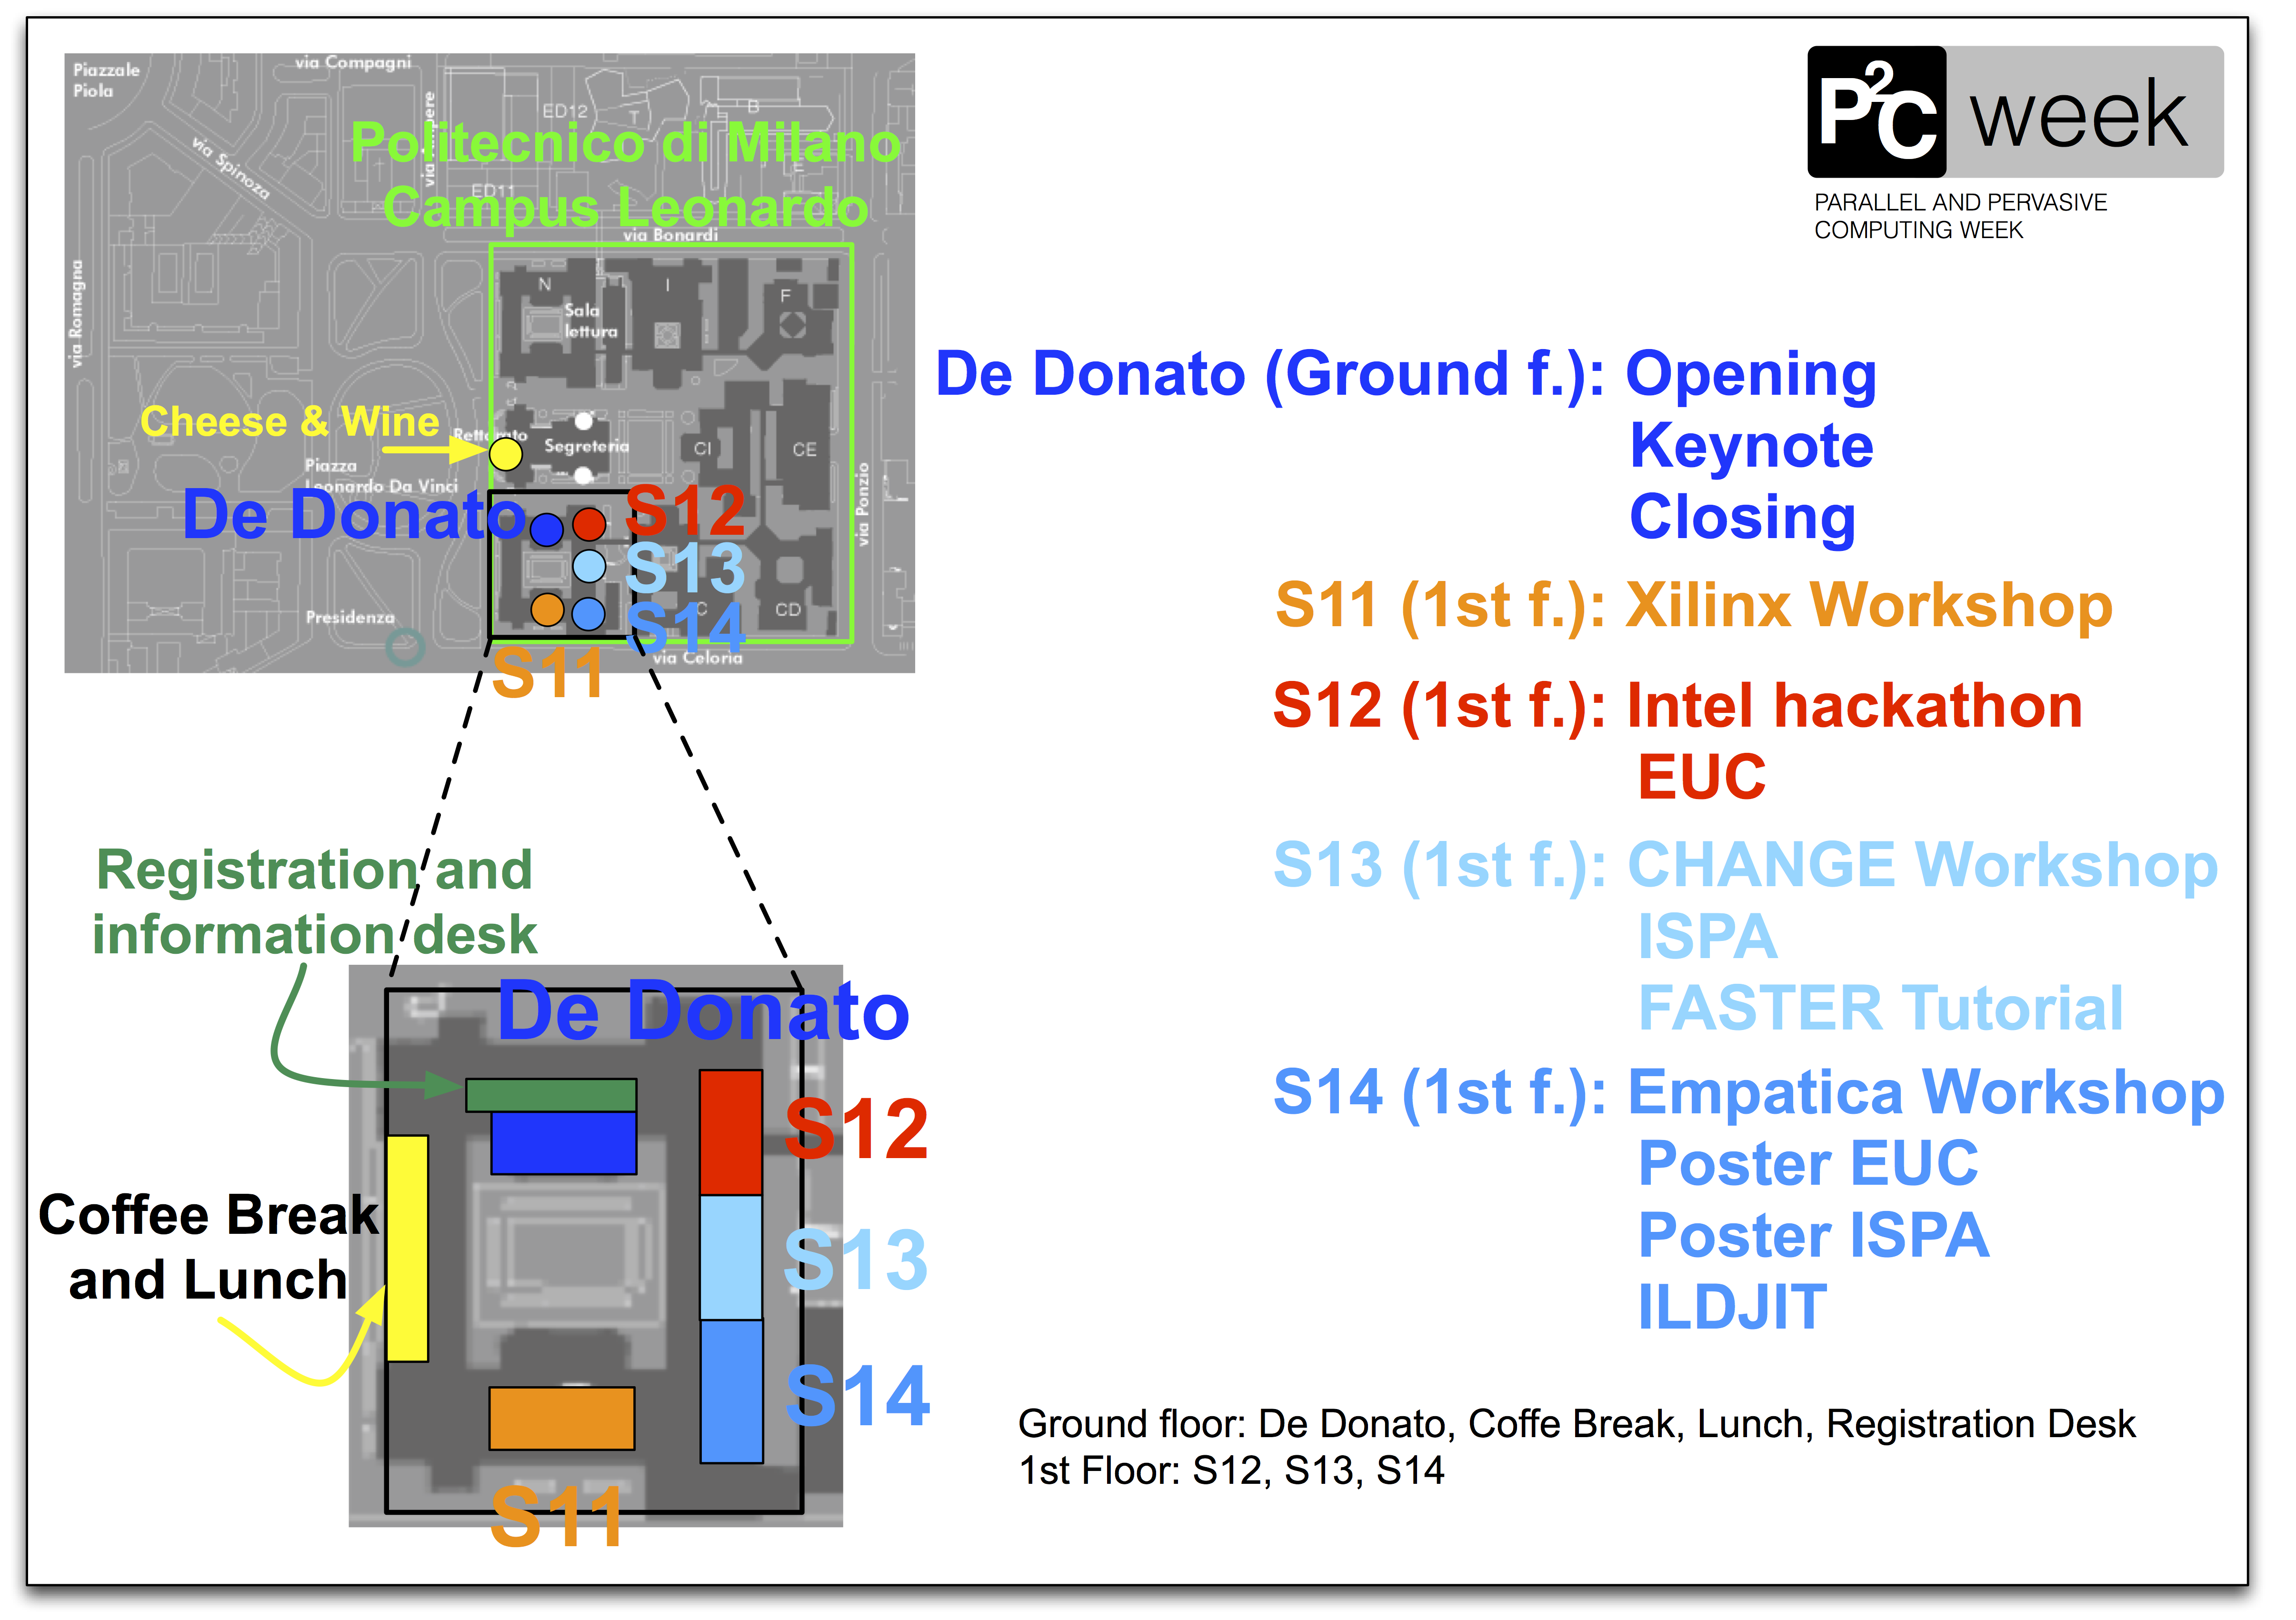 Piazzale
Piola
via Compagni
via Spinoza
ED12
T
B
E
Politecnico di Milano
ED11
Campus Leonardo
via Bonardi
via Romagna
N
I
F
Sala
lettura
Cheese & Wine
Rettorato
Segreteria
CI
CE
Piazza
Leonardo Da Vinci
via Ponzio
De Donato
S12
S13
S14
C
CD
Presidenza
via Celoria
S11
P2C week
PARALLEL AND PERVASIVE
COMPUTING WEEK
De Donato (Ground f.): Opening
Keynote
Closing
S11 (1st f.): Xilinx Workshop
S12 (1st f.): Intel hackathon
EUC
S13 (1st f.): CHANGE Workshop
ISPA
FASTER Tutorial
S14 (1st f.): Empatica Workshop
Poster EUC
Poster ISPA
ILDJIT
Registration and
information desk
De Donato
S12
Coffee Break
and Lunch
S13
S14
S11
Ground floor: De Donato, Coffe Break, Lunch, Registration Desk
1st Floor: S12, S13, S14